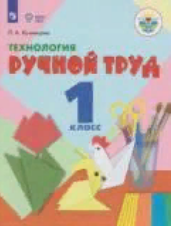 Л. А. Кузнецова
ТЕХНОЛОГИЯ
РУЧНОЙ ТРУД
1
КЛАСС